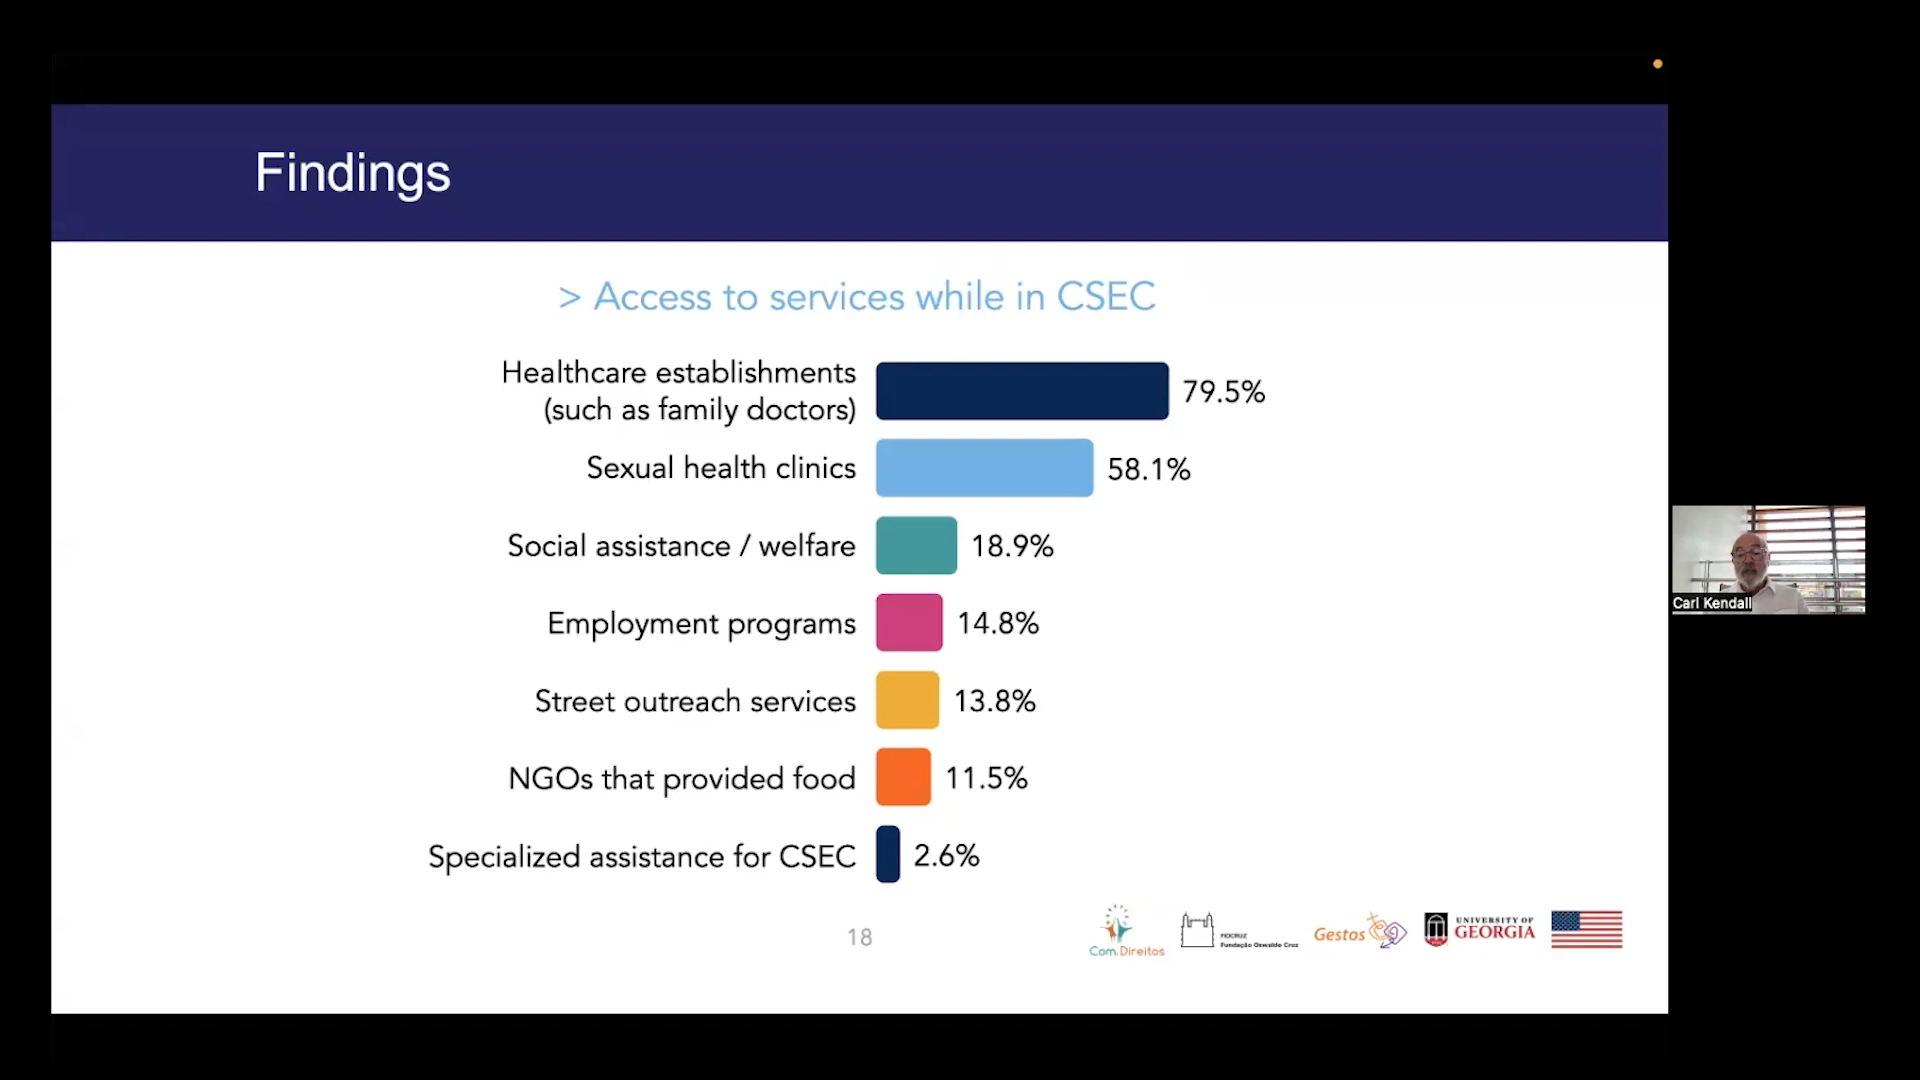 Findings
> Access to services while in CSEC
Healthcare establishments
(such as family doctors)
79.5%
Sexual health clinics
58.1%
Social assistance / welfare
18.9%
Employment programs
14.8%
Street outreach services
13.8%
NGOs that provided food
11.5%
Specialized assistance for CSEC
2.6%
Carl Kendall
18
Com.Direitos
FIOCRUZ
Fundação Oswaldo Cruz
Gestos
UNIVERSITY OF
GEORGIA